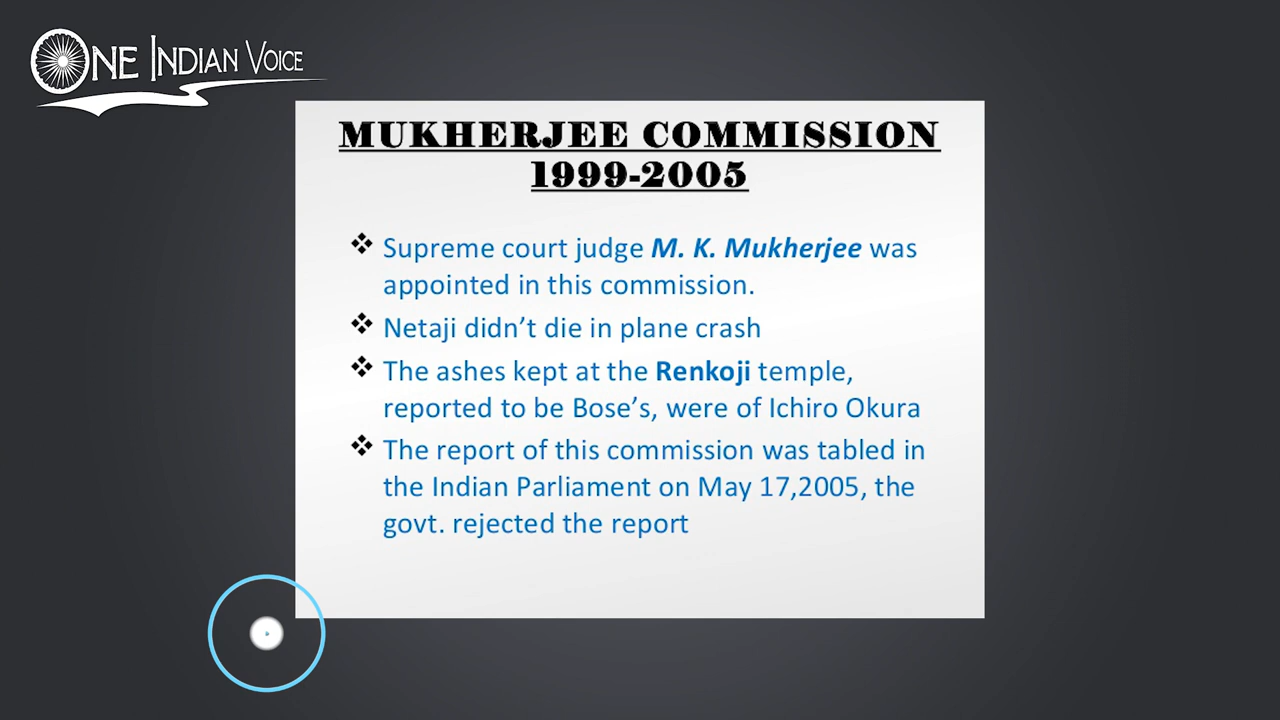 ONE INDIAN VOICE
MUKHERJEE COMMISSION
1999-2005
❖ Supreme court judge M. K. Mukherjee was
appointed in this commission.
❖ Netaji didn’t die in plane crash
❖ The ashes kept at the Renkoji temple,
reported to be Bose’s, were of Ichiro Okura
❖ The report of this commission was tabled in
the Indian Parliament on May 17,2005, the
govt. rejected the report